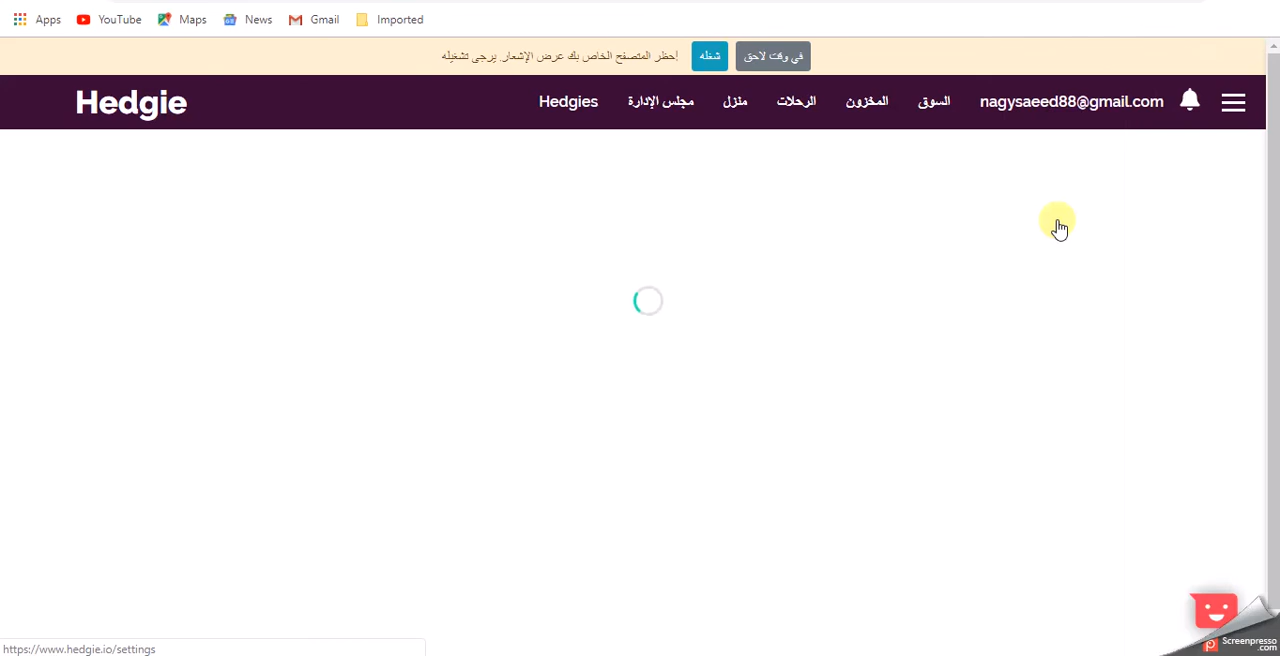 Apps YouTube Maps News Gmail Imported
!حظر المتصفح الخاص بك عرض الإشعار. يرجى تشغيله شغله في وقت لاحق
Hedgie Hedgies مجلس الإدارة منزل الرحلات المخزون السوق nagysaeed88@gmail.com
https://www.hedgie.io/settings
Screenpresso
.com